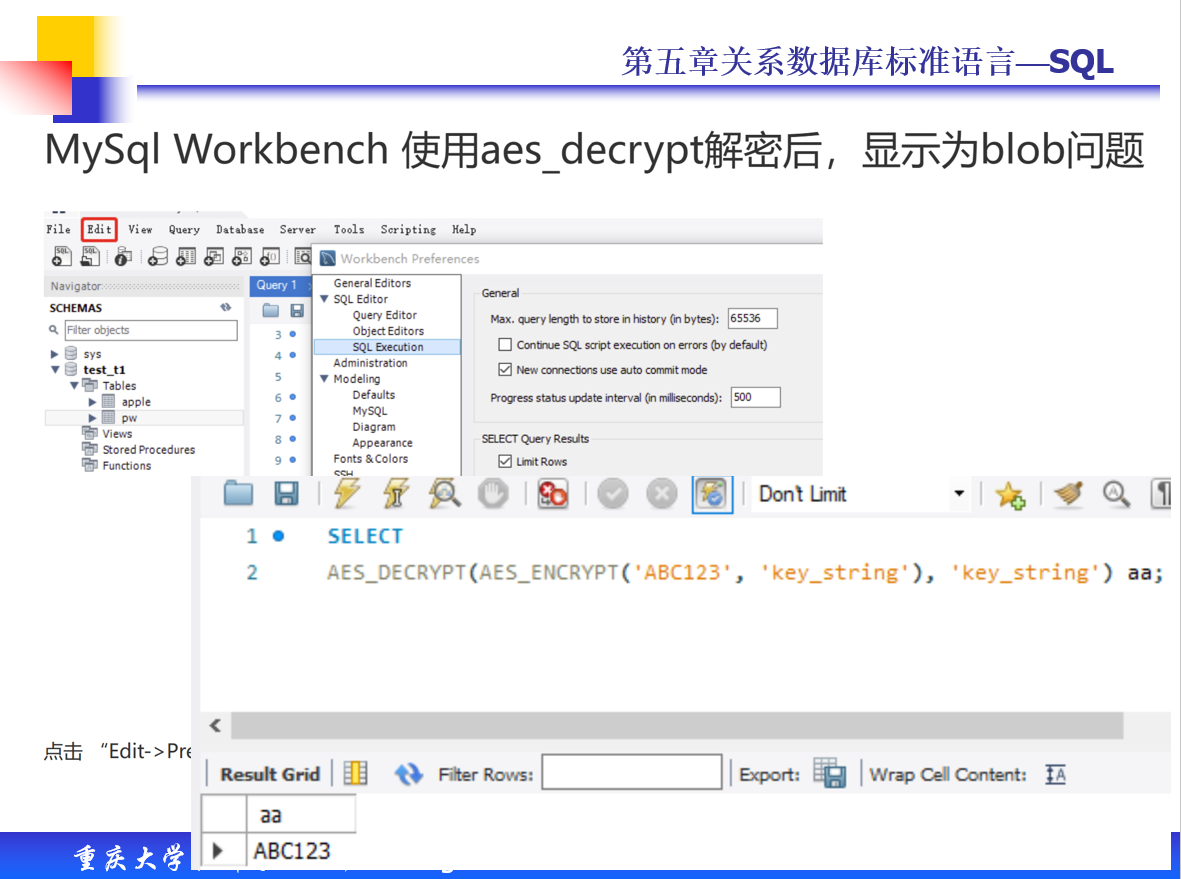 第五章关系数据库标准语言—SQL
MySql Workbench 使用aes_decrypt解密后，显示为blob问题
File Edit View Query Database Server Tools Scripting Help
Navigator
SCHEMAS
Filter objects
sys
test_t1
Tables
apple
pw
Views
Stored Procedures
Functions
Query 1
3
4
5
6
7
8
9
Workbench Preferences
General Editors
SQL Editor
Query Editor
Object Editors
SQL Execution
Administration
Modeling
Defaults
MySQL
Diagram
Appearance
Fonts & Colors
SSH
General
Max. query length to store in history (in bytes): 65536
Continue SQL script execution on errors (by default)
New connections use auto commit mode
Progress status update interval (in milliseconds): 500
SELECT Query Results
Limit Rows
Don't Limit
1 SELECT
2 AES_DECRYPT(AES_ENCRYPT('ABC123', 'key_string'), 'key_string') aa;
点击 “Edit->Pre
Result Grid Filter Rows: Export: Wrap Cell Content:
aa
ABC123
重庆大学